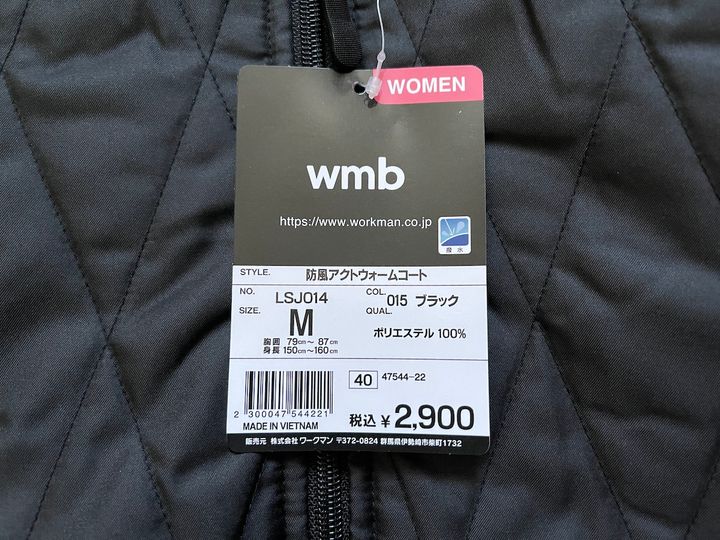 WOMEN
wmb
https://www.workman.co.jp
撥水
STYLE. 防風アクトウォームコート
NO. LSJ014 COL. 015 ブラック
SIZE. M QUAL. ポリエステル 100%
胸囲 79cm～ 87cm
身長 150cm～160cm
40 47544-22
2 300047 544221
税込 ¥2,900
MADE IN VIETNAM
販売元 株式会社 ワークマン 〒372-0824 群馬県伊勢崎市柴町1732